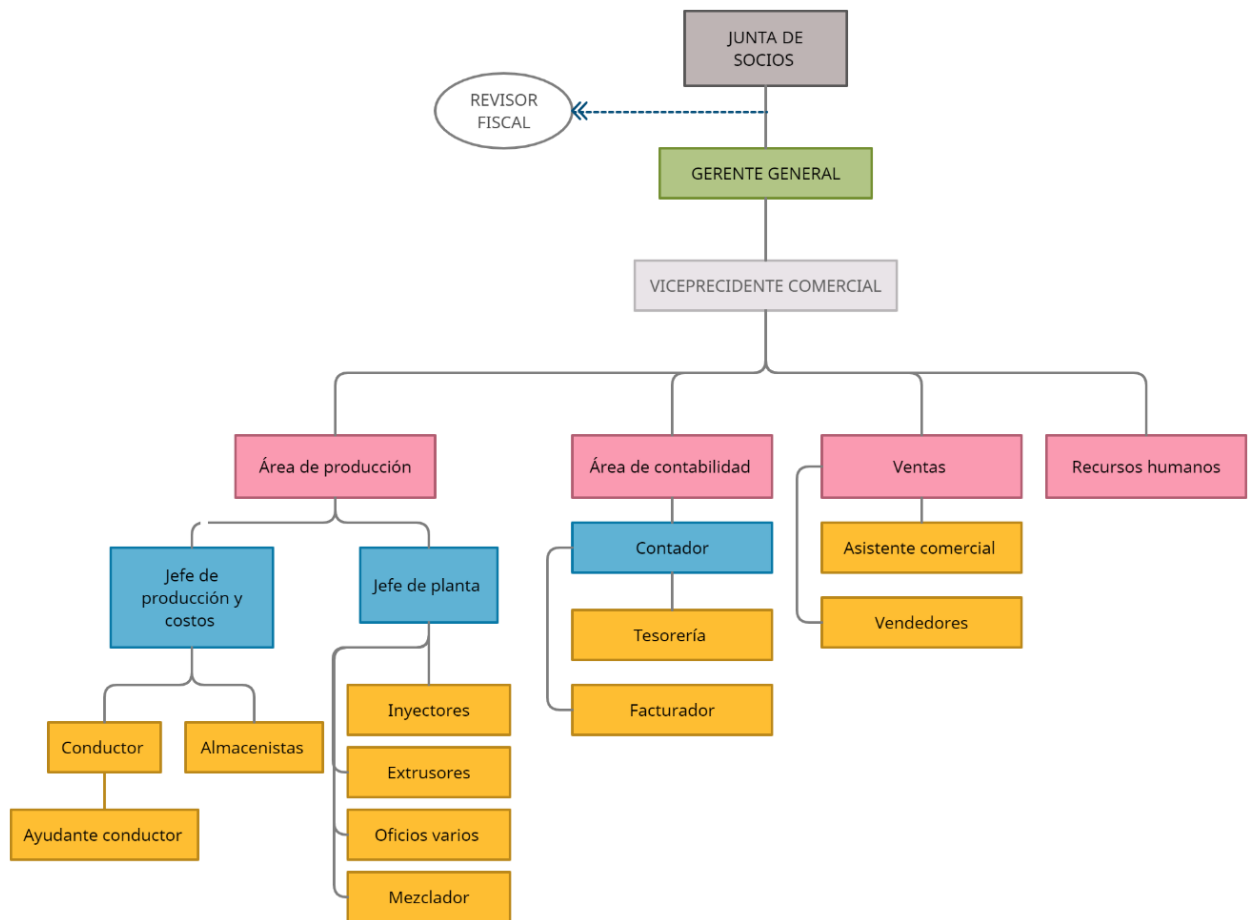 JUNTA DE
SOCIOS
REVISOR
FISCAL
GERENTE GENERAL
VICEPRECIDENTE COMERCIAL
Área de producción
Área de contabilidad
Ventas
Recursos humanos
Jefe de
producción y
costos
Jefe de planta
Contador
Asistente comercial
Tesorería
Vendedores
Inyectores
Facturador
Conductor
Almacenistas
Extrusores
Ayudante conductor
Oficios varios
Mezclador